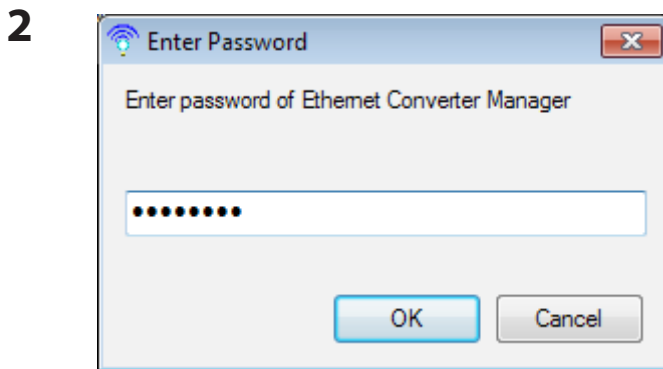 2
Enter Password
Enter password of Ethernet Converter Manager
••••••••
OK Cancel